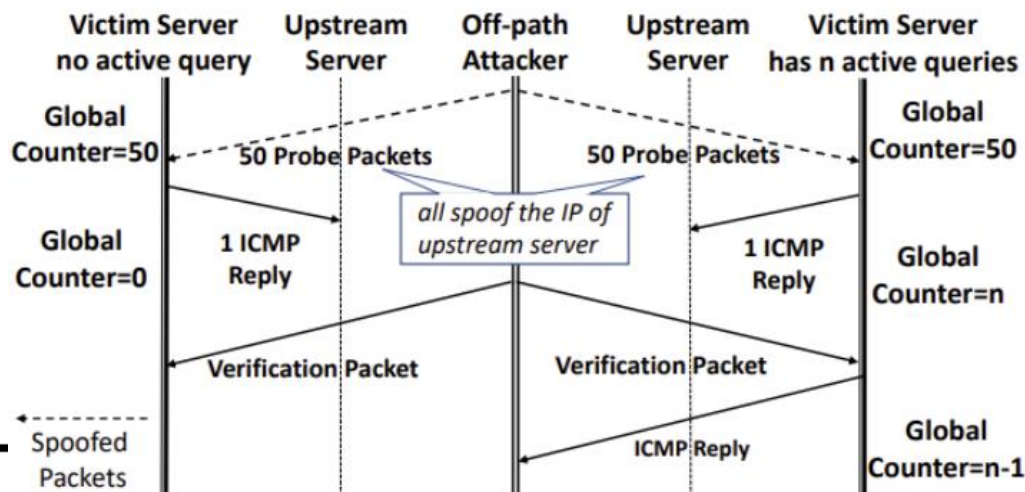 Victim Server
no active query
Upstream
Server
Off-path
Attacker
Upstream
Server
Victim Server
has n active queries
Global
Counter=50
50 Probe Packets
50 Probe Packets
Global
Counter=50
all spoof the IP of
upstream server
Global
Counter=0
1 ICMP
Reply
1 ICMP
Reply
Global
Counter=n
Verification Packet
Verification Packet
Spoofed
Packets
ICMP Reply
Global
Counter=n-1